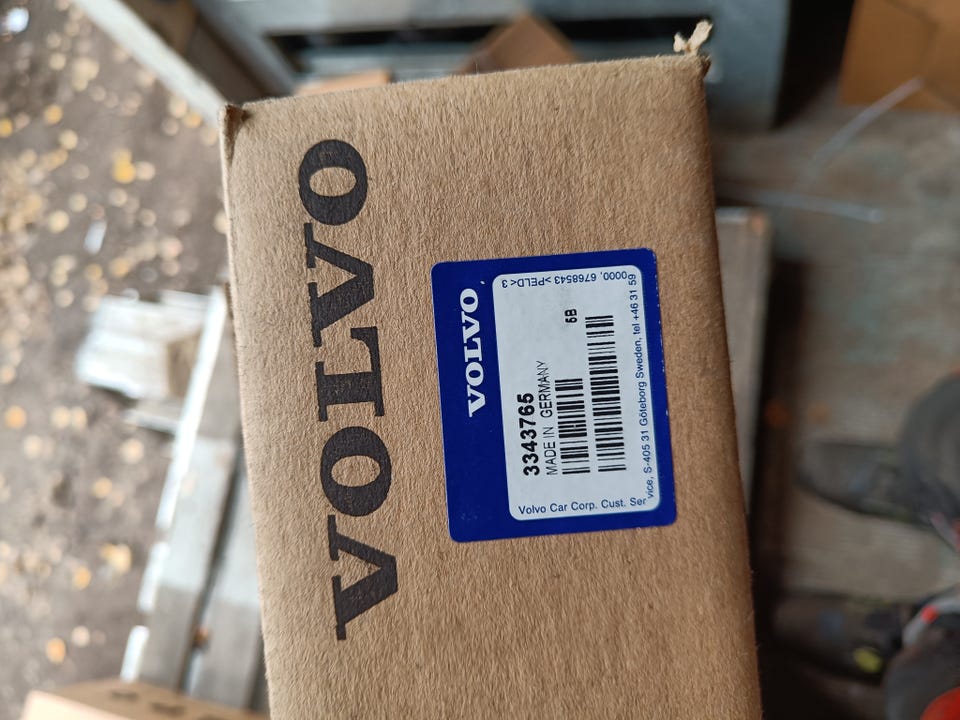 VOLVO
VOLVO
3343765
MADE IN GERMANY
6B
Volvo Car Corp. Cust. Service, S-405 31 Göteborg Sweden, tel +46 31 59
0000, 6768543 >PELD< 3